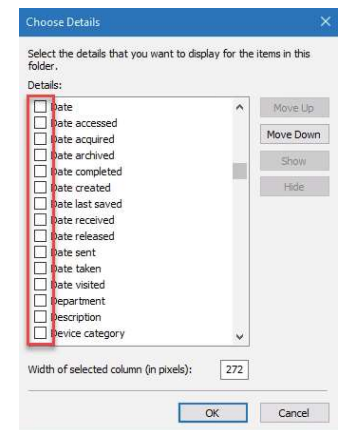 Choose Details
Select the details that you want to display for the items in this
folder.
Details:
Date
Date accessed
Date acquired
Date archived
Date completed
Date created
Date last saved
Date received
Date released
Date sent
Date taken
Date visited
Department
Description
Device category
Move Up
Move Down
Show
Hide
Width of selected column (in pixels): 272
OK Cancel